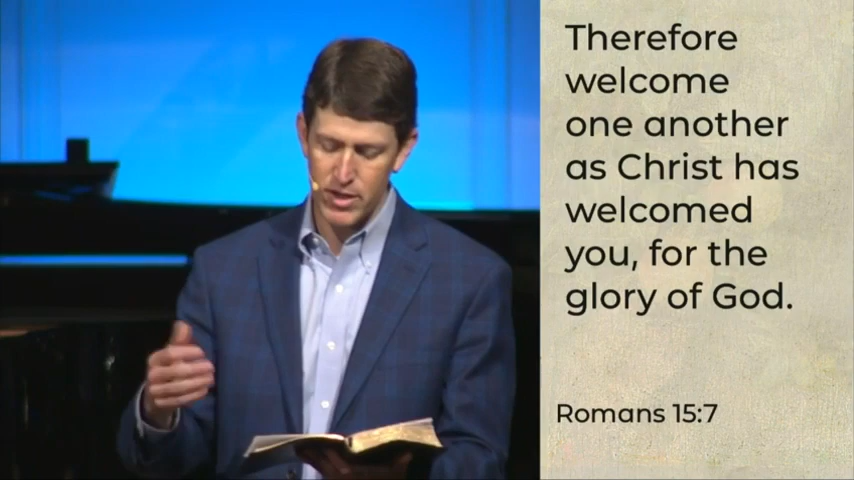 Therefore
welcome
one another
as Christ has
welcomed
you, for the
glory of God.
Romans 15:7